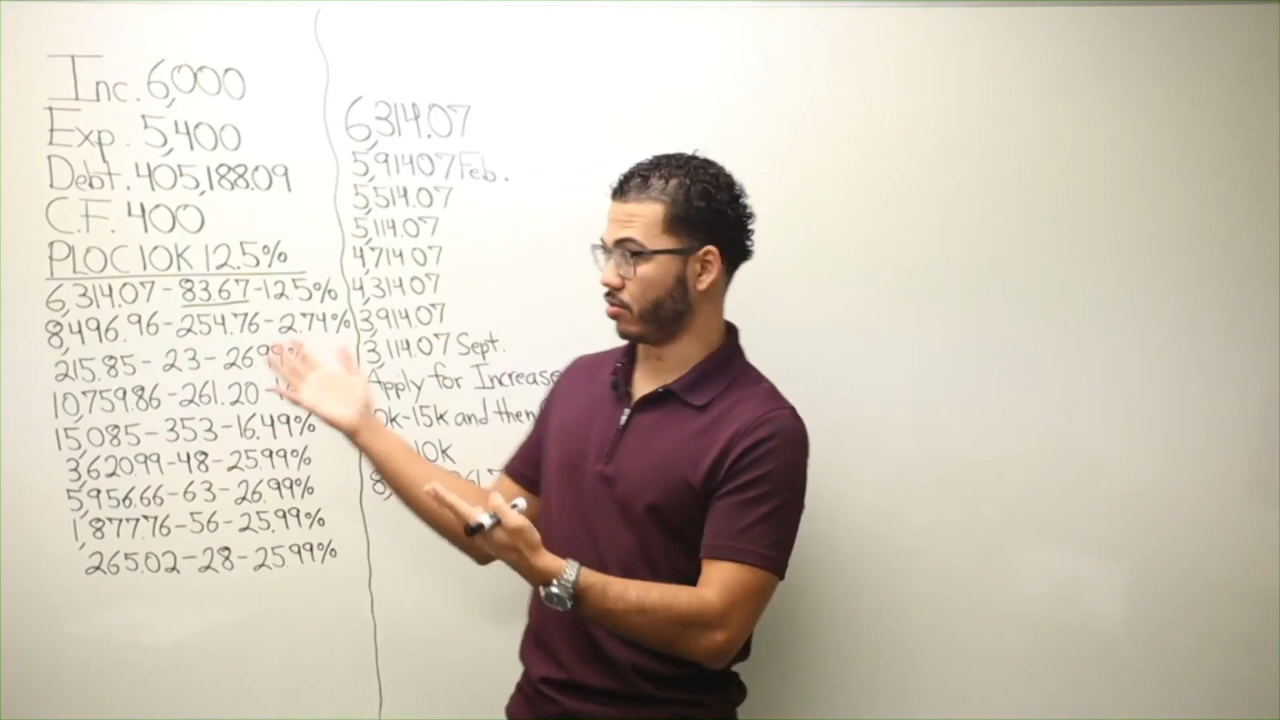 Inc. 6,000
Exp. 5,400
Debt. 405,188.09
C.F. 400
PLOC 10K 12.5%
6,314.07-83.67-12.5%
8,496.96-254.76-2.74%
215.85-23-26.99%
10,759.86-261.20-
15,085-353-16.49%
3,620.99-48-25.99%
5,956.66-63-26.99%
1,877.76-56-25.99%
265.02-28-25.99%
6,314.07
5,914.07 Feb.
5,514.07
5,114.07
4,714.07
4,314.07
3,914.07
3,114.07 Sept.
Apply for Increase
10k-15k and then
10K